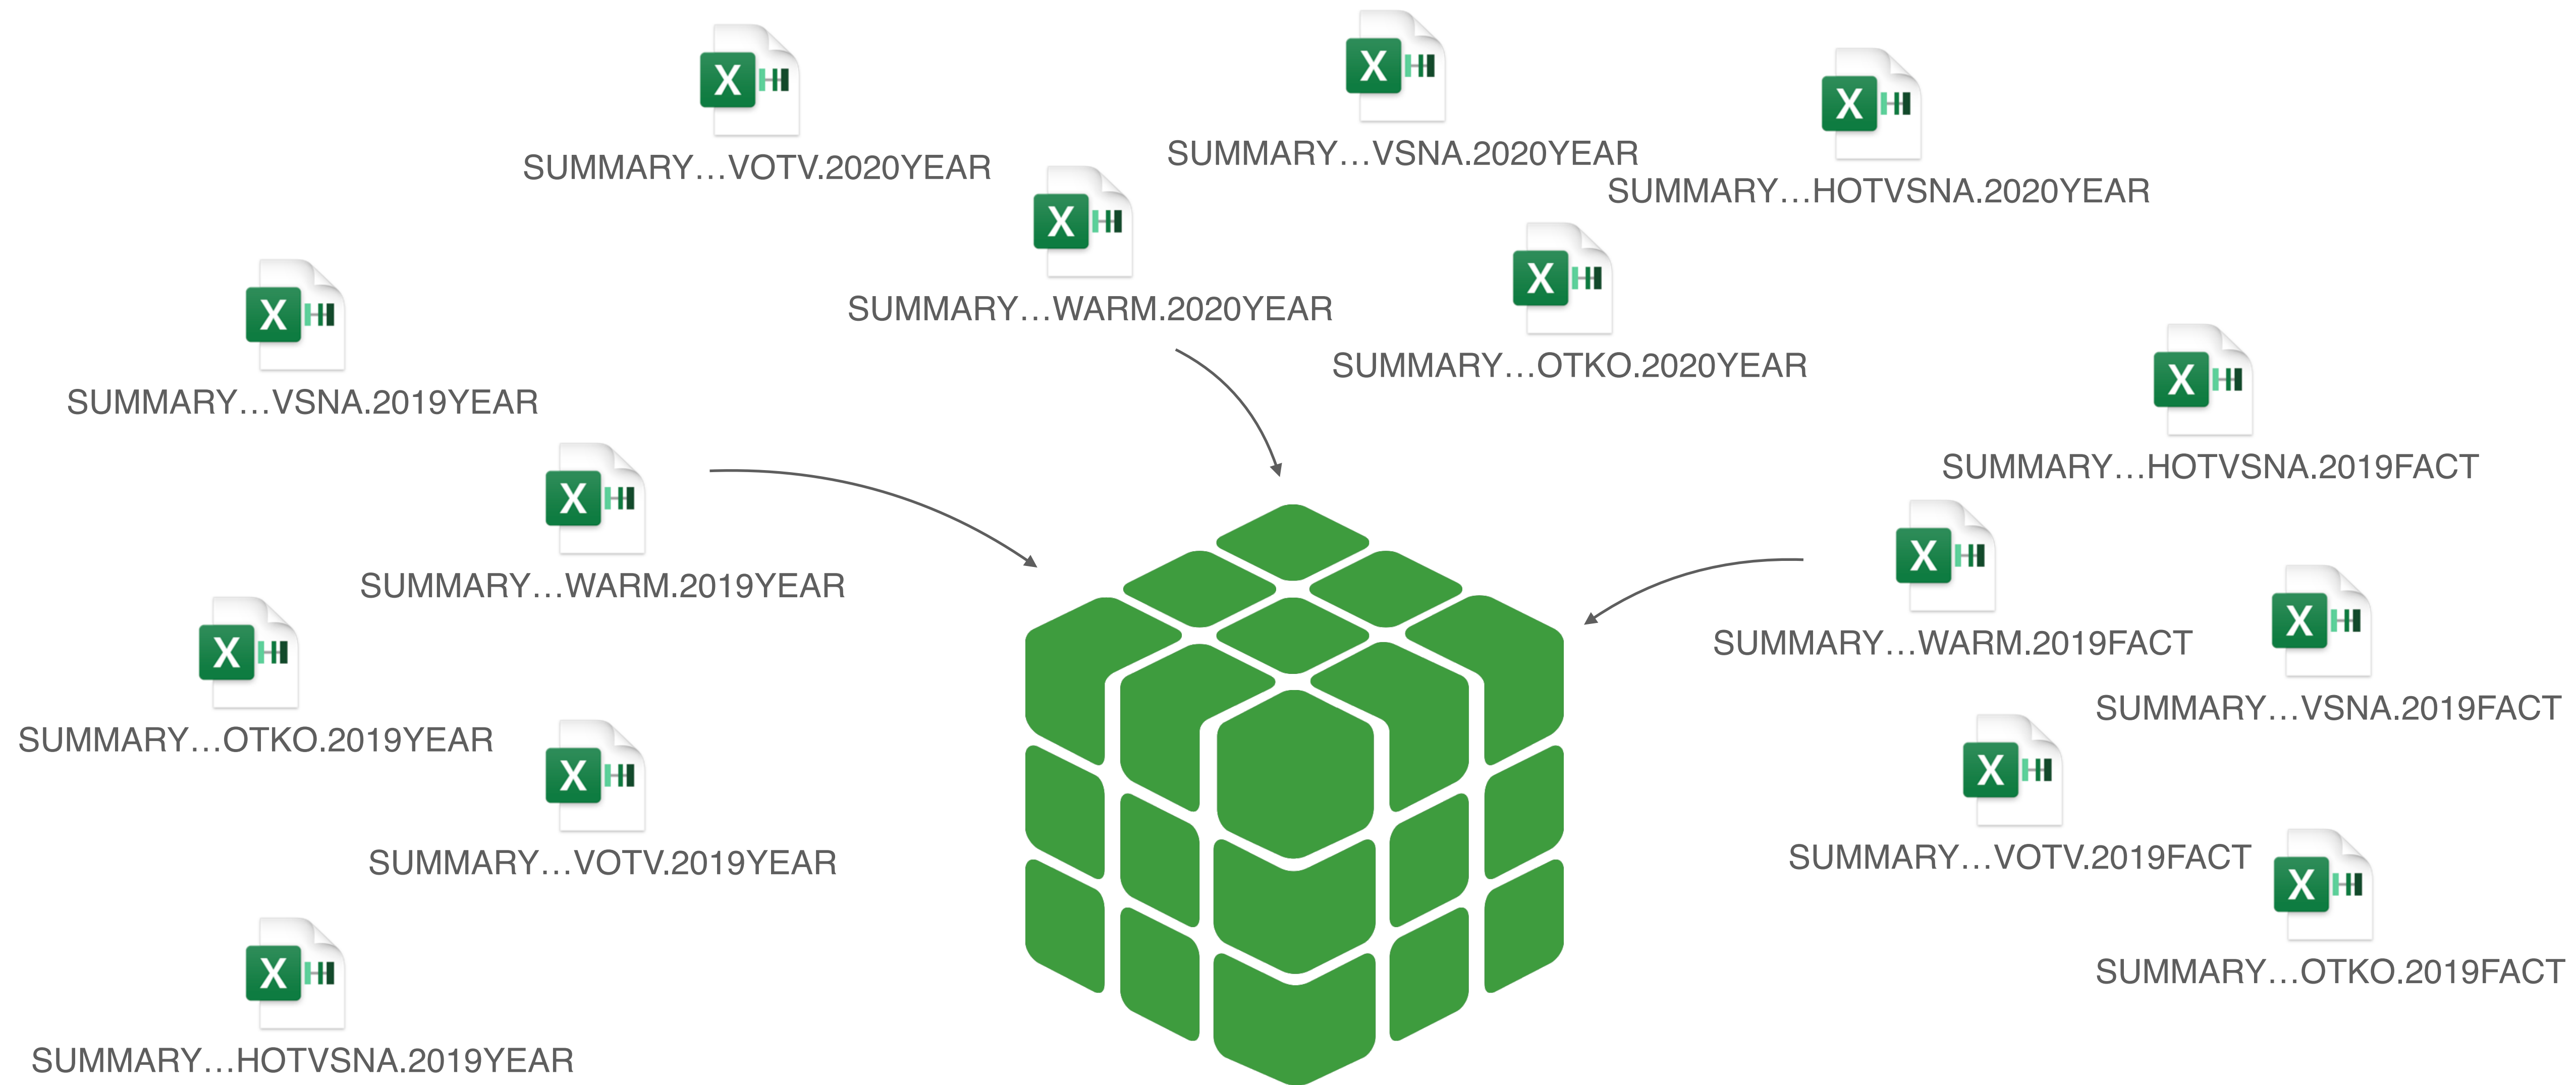 SUMMARY…VOTV.2020YEAR
SUMMARY…VSNA.2020YEAR
SUMMARY…HOTVSNA.2020YEAR
SUMMARY…WARM.2020YEAR
SUMMARY…OTKO.2020YEAR
SUMMARY…VSNA.2019YEAR
SUMMARY…WARM.2019YEAR
SUMMARY…OTKO.2019YEAR
SUMMARY…VOTV.2019YEAR
SUMMARY…HOTVSNA.2019YEAR
SUMMARY…HOTVSNA.2019FACT
SUMMARY…WARM.2019FACT
SUMMARY…VSNA.2019FACT
SUMMARY…VOTV.2019FACT
SUMMARY…OTKO.2019FACT